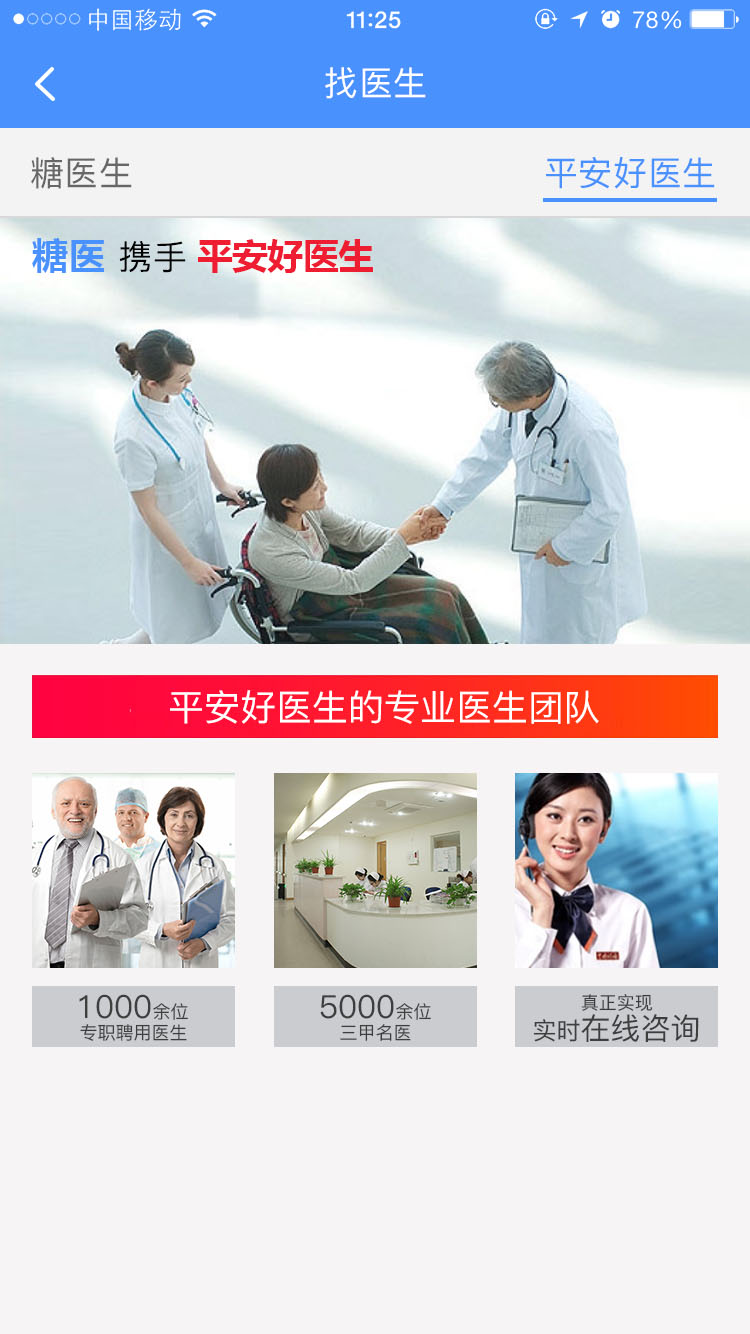 中国移动 11:25 78%
找医生
糖医生 平安好医生
糖医 携手 平安好医生
平安好医生的专业医生团队
1000余位
专职聘用医生
5000余位
三甲名医
真正实现
实时在线咨询